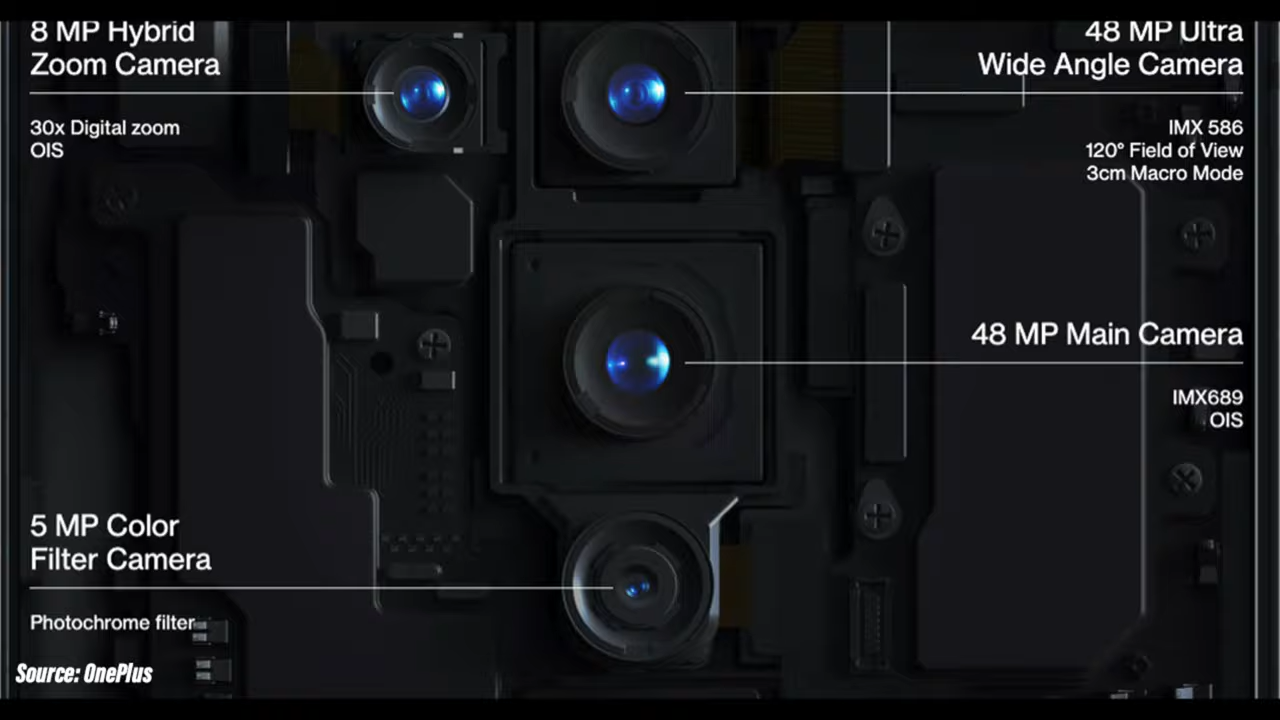 8 MP Hybrid
Zoom Camera
30x Digital zoom
OIS
48 MP Ultra
Wide Angle Camera
IMX 586
120° Field of View
3cm Macro Mode
48 MP Main Camera
IMX689
OIS
5 MP Color
Filter Camera
Photochrome filter
Source: OnePlus